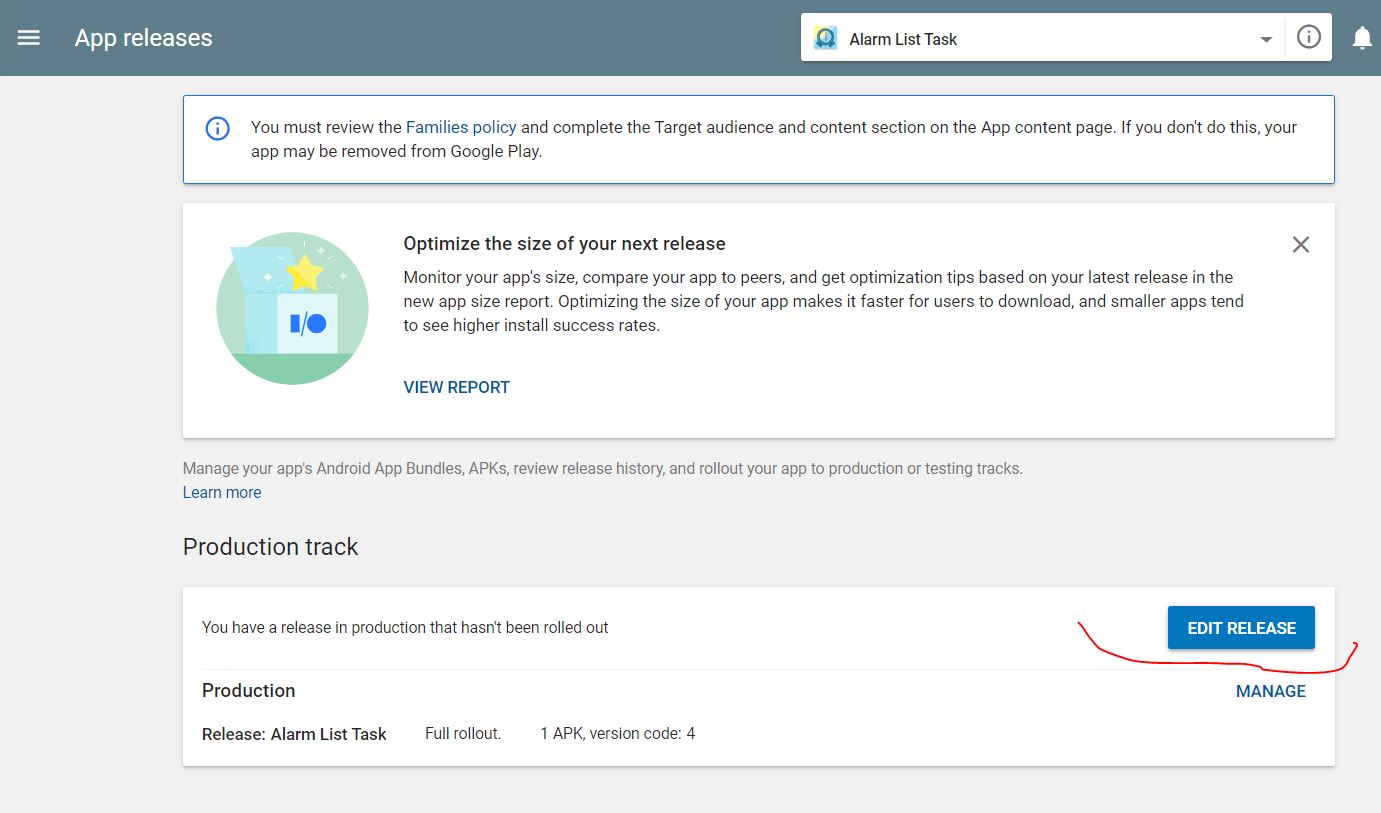 App releases
Alarm List Task
You must review the Families policy and complete the Target audience and content section on the App content page. If you don't do this, your
app may be removed from Google Play.
Optimize the size of your next release
Monitor your app's size, compare your app to peers, and get optimization tips based on your latest release in the
new app size report. Optimizing the size of your app makes it faster for users to download, and smaller apps tend
to see higher install success rates.
I/O
VIEW REPORT
Manage your app's Android App Bundles, APKs, review release history, and rollout your app to production or testing tracks.
Learn more
Production track
You have a release in production that hasn't been rolled out
EDIT RELEASE
Production
MANAGE
Release: Alarm List Task Full rollout. 1 APK, version code: 4